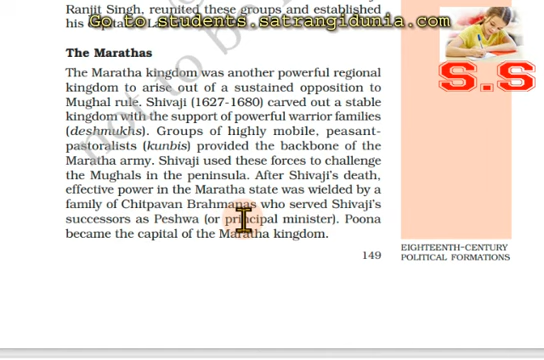 Ranjit Singh, reunited these groups and established
Go to students.satrangidunia.com
his capital
The Marathas
The Maratha kingdom was another powerful regional
kingdom to arise out of a sustained opposition to
Mughal rule. Shivaji (1627-1680) carved out a stable
kingdom with the support of powerful warrior families
(deshmukhs). Groups of highly mobile, peasant-
pastoralists (kunbis) provided the backbone of the
Maratha army. Shivaji used these forces to challenge
the Mughals in the peninsula. After Shivaji's death,
effective power in the Maratha state was wielded by a
family of Chitpavan Brahmanas who served Shivaji's
successors as Peshwa (or principal minister). Poona
became the capital of the Maratha kingdom.
149
EIGHTEENTH-CENTURY
POLITICAL FORMATIONS
S.S
not to be